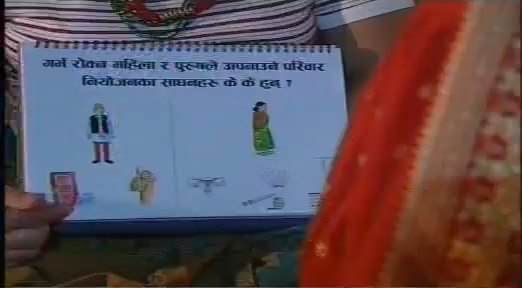 गर्भ रोक्न महिला र पुरुषले अपनाउने परिवार
नियोजनका साधनहरु के के हुन् ?